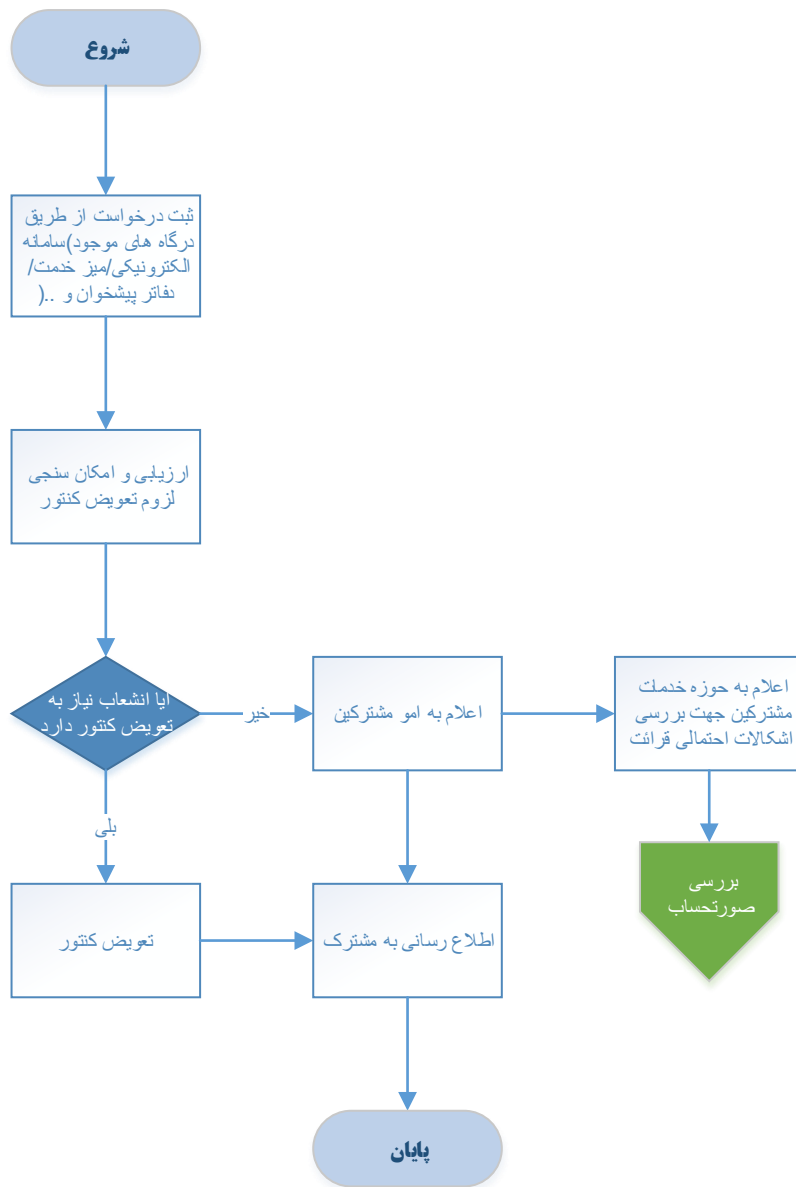 شروع
ثبت درخواست از طریق
درگاه های موجود)سامانه
الکترونیکی/میز خدمت/
دفاتر پیشخوان و ..(
ارزیابی و امکان سنجی
لزوم تعویض کنتور
ایا انشعاب نیاز به
تعویض کنتور دارد
خیر
اعلام به امو مشترکین
اعلام به حوزه خدمات
مشترکین جهت بررسی
اشکالات احتمالی قرائت
بلی
بررسی
صورتحساب
تعویض کنتور
اطلاع رسانی به مشترک
پایان